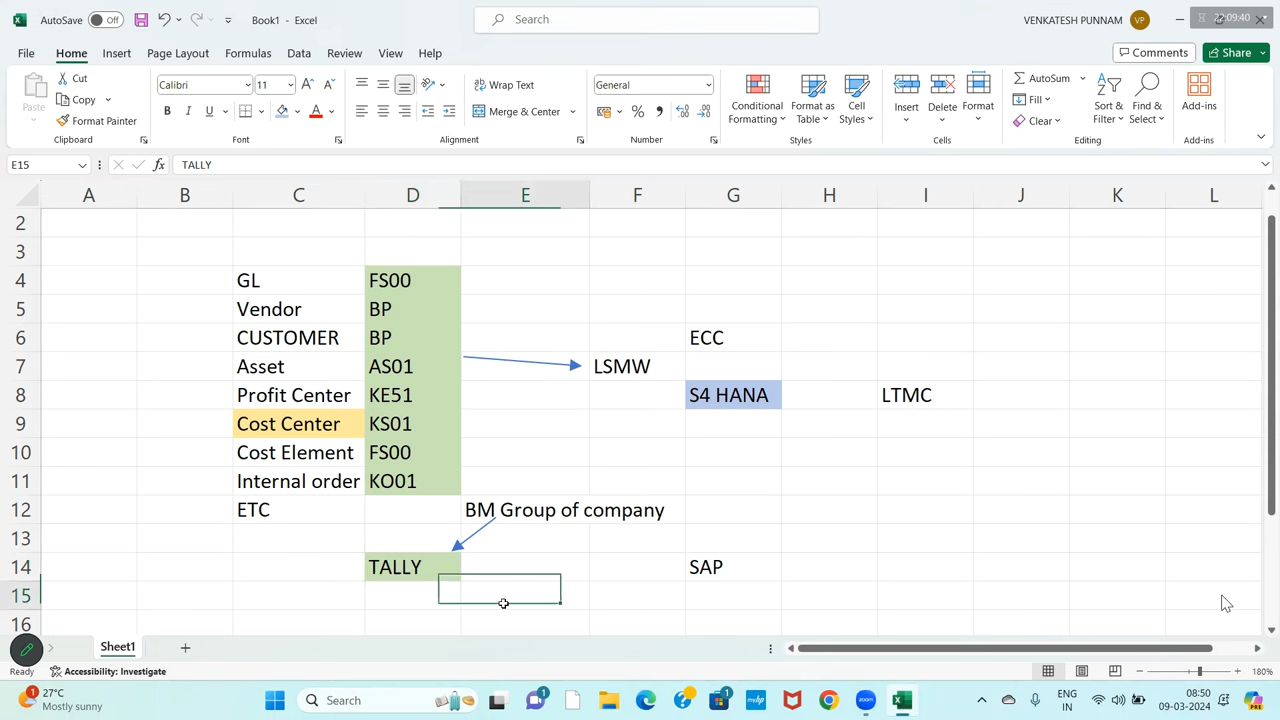 AutoSave Off Book1 - Excel Search VENKATESH PUNNAM VP 22:09:40
File Home Insert Page Layout Formulas Data Review View Help Comments Share
Paste Cut Copy Format Painter Clipboard
Calibri 11 B I U Font
Wrap Text Merge & Center Alignment
General % Number
Conditional Formatting Format as Table Cell Styles Styles
Insert Delete Format Cells
AutoSum Fill Clear Sort & Filter Find & Select Editing
Add-ins Add-ins
E15 fx TALLY
A B C D E F G H I J K L
2
3
4 GL FS00
5 Vendor BP
6 CUSTOMER BP ECC
7 Asset AS01 LSMW
8 Profit Center KE51 S4 HANA LTMC
9 Cost Center KS01
10 Cost Element FS00
11 Internal order KO01
12 ETC BM Group of company
13
14 TALLY SAP
15
16
Sheet1
Ready Accessibility: Investigate 180%
27°C
Mostly sunny
Search
zoom
ENG
IN
08:50
09-03-2024